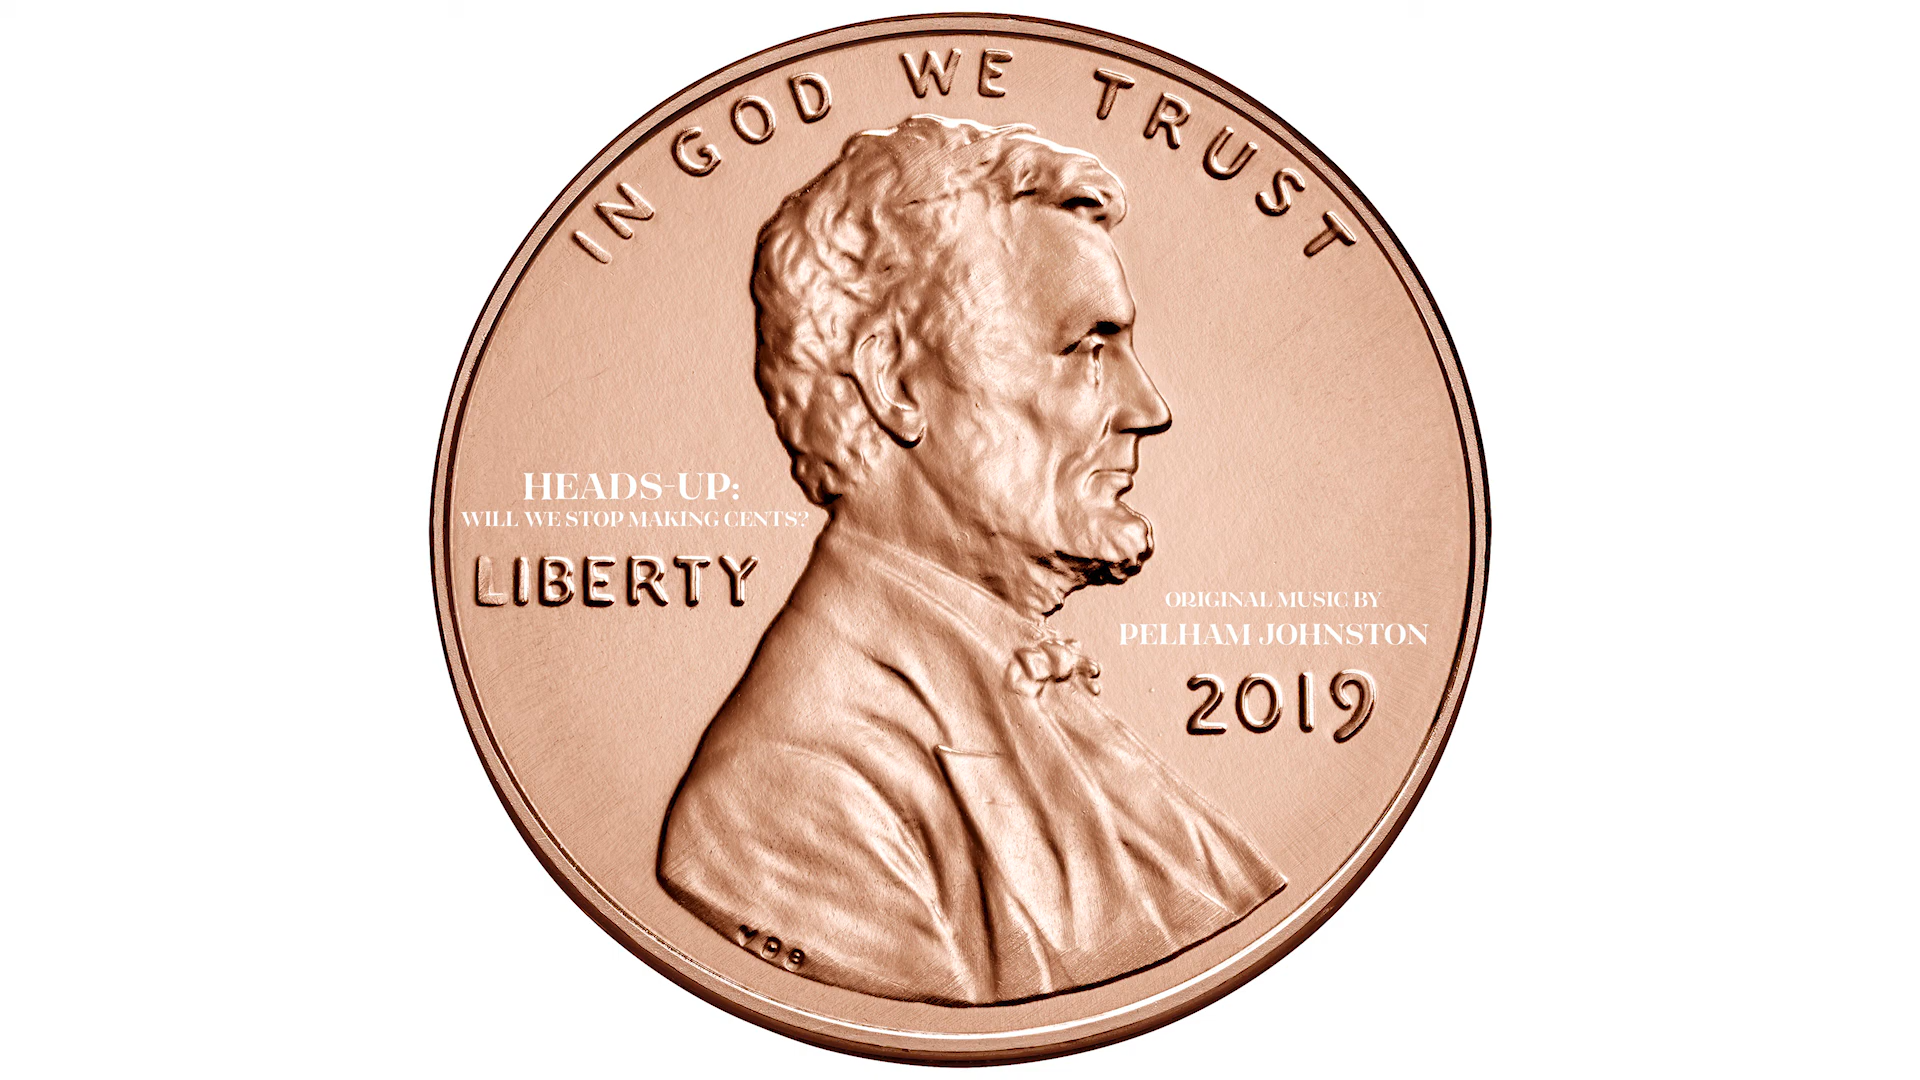 IN GOD WE TRUST
HEADS-UP:
WILL WE STOP MAKING CENTS?
LIBERTY
ORIGINAL MUSIC BY
PELHAM JOHNSTON
2019
VDB